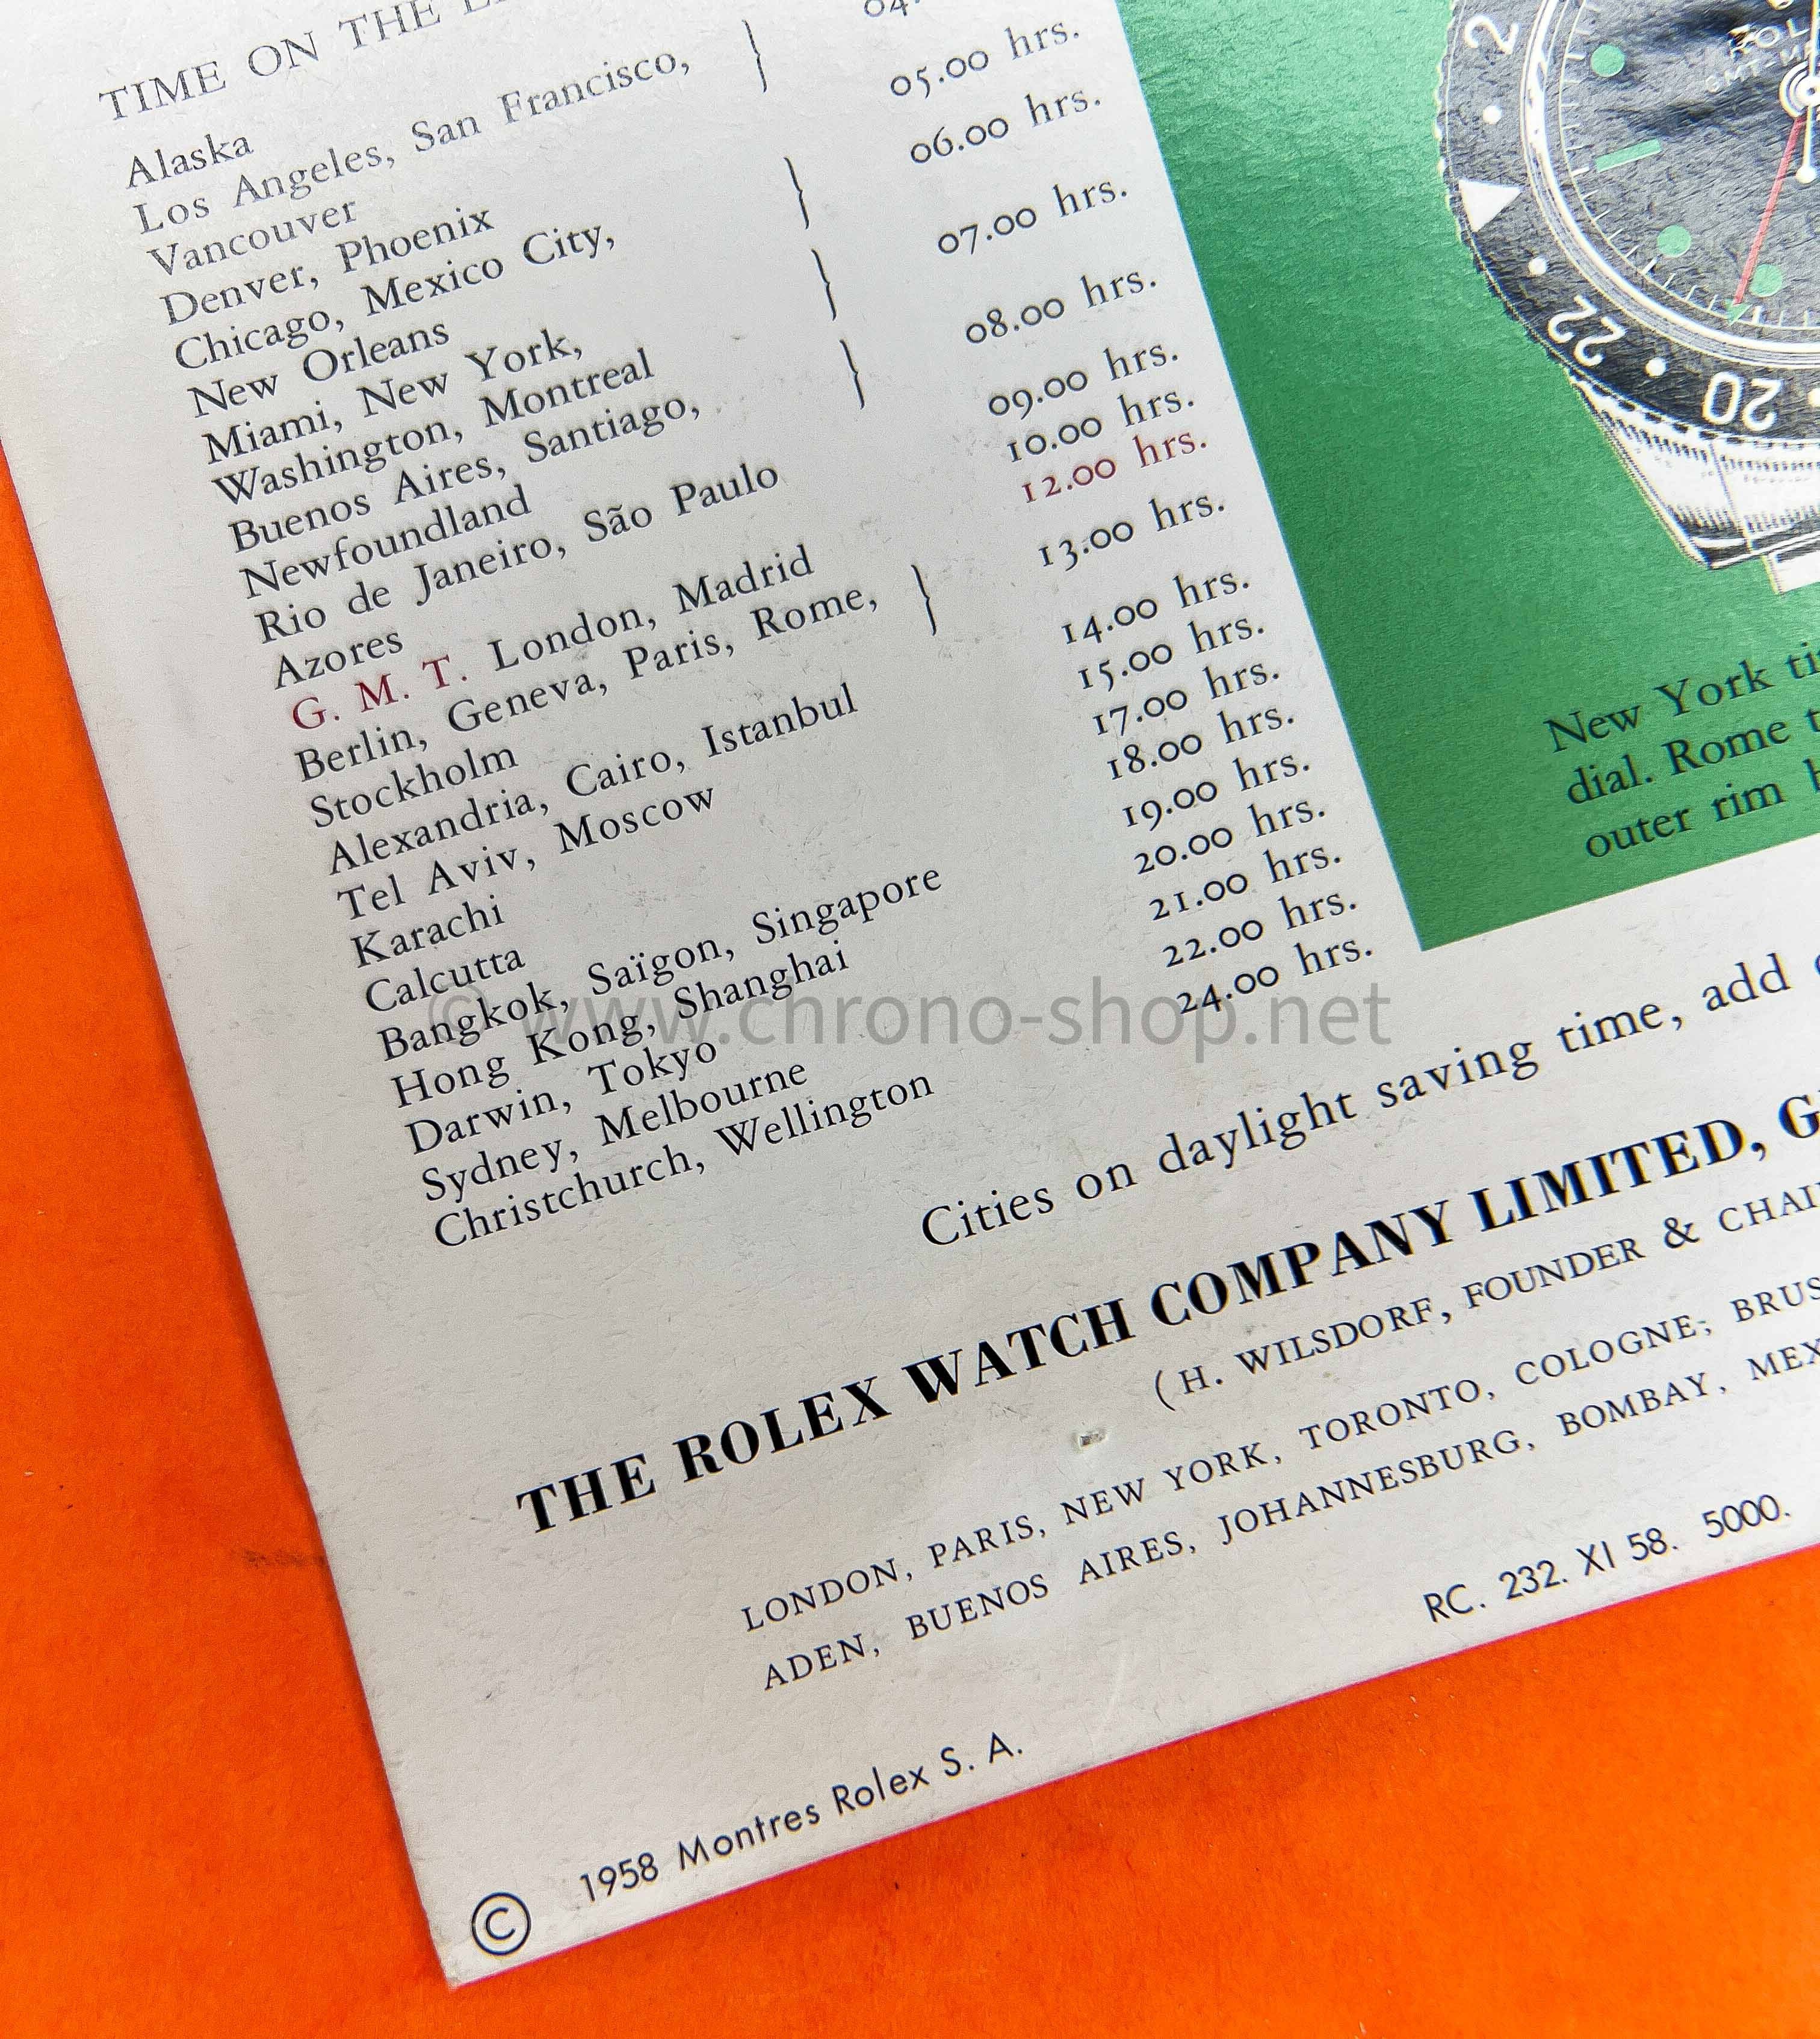 TIME ON THE
Alaska
Los Angeles, San Francisco,
Vancouver
Denver, Phoenix 05.00 hrs.
Chicago, Mexico City,
New Orleans 06.00 hrs.
Miami, New York,
Washington, Montreal 07.00 hrs.
Buenos Aires, Santiago,
Newfoundland 08.00 hrs.
Rio de Janeiro, São Paulo 09.00 hrs.
Azores 10.00 hrs.
G. M. T. London, Madrid 12.00 hrs.
Berlin, Geneva, Paris, Rome,
Stockholm 13.00 hrs.
Alexandria, Cairo, Istanbul 14.00 hrs.
Tel Aviv, Moscow 15.00 hrs.
Karachi 17.00 hrs.
Calcutta 18.00 hrs.
Bangkok, Saïgon, Singapore 19.00 hrs.
Hong Kong, Shanghai 20.00 hrs.
Darwin, Tokyo 21.00 hrs.
Sydney, Melbourne 22.00 hrs.
Christchurch, Wellington 24.00 hrs.
2
22
20
New York
dial. Rome
outer rim
Cities on daylight saving time, add
THE ROLEX WATCH COMPANY LIMITED,
(H. WILSDORF, FOUNDER &
LONDON, PARIS, NEW YORK, TORONTO, COLOGNE,
ADEN, BUENOS AIRES, JOHANNESBURG, BOMBAY,
RC. 232. XI 58. 5000.
© 1958 Montres Rolex S. A.
© www.chrono-shop.net